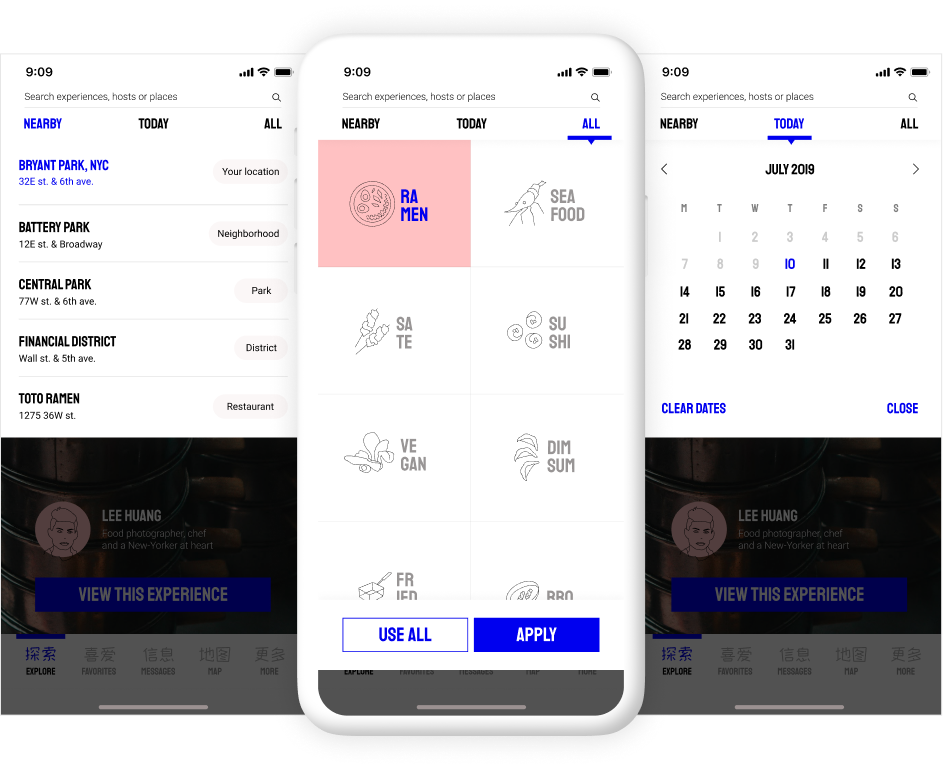 9:09
Search experiences, hosts or places
NEARBY TODAY ALL
BRYANT PARK, NYC
32E st. & 6th ave.
Your location
BATTERY PARK
12E st. & Broadway
Neighborhood
CENTRAL PARK
77W st. & 6th ave.
Park
FINANCIAL DISTRICT
Wall st. & 5th ave.
District
TOTO RAMEN
1275 36W st.
Restaurant
LEE HUANG
Food photographer, chef
and a New-Yorker at heart
VIEW THIS EXPERIENCE
探索 喜爱 信息 地图 更多
EXPLORE FAVORITES MESSAGES MAP MORE
9:09
Search experiences, hosts or places
NEARBY TODAY ALL
RA
MEN
SEA
FOOD
SA
TE
SU
SHI
VE
GAN
DIM
SUM
FR
IED
BBQ
USE ALL APPLY
EXPLORE FAVORITES MESSAGES MAP MORE
9:09
Search experiences, hosts or places
NEARBY TODAY ALL
JULY 2019
M T W T F S S
1 2 3 4 5 6
7 8 9 10 11 12 13
14 15 16 17 18 19 20
21 22 23 24 25 26 27
28 29 30 31
CLEAR DATES CLOSE
LEE HUANG
Food photographer, chef
and a New-Yorker at heart
VIEW THIS EXPERIENCE
探索 喜爱 信息 地图 更多
EXPLORE FAVORITES MESSAGES MAP MORE